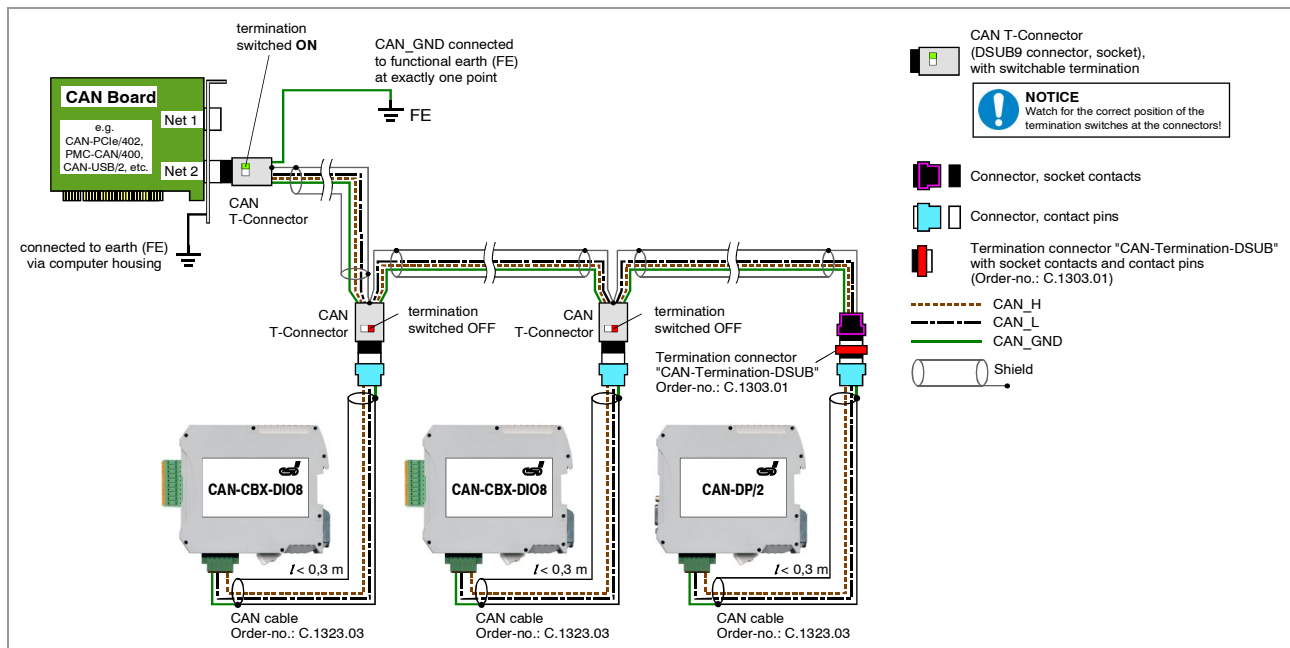 termination
switched ON
CAN_GND connected
to functional earth (FE)
at exactly one point
FE
CAN Board
e.g.
CAN-PCIe/402,
PMC-CAN/400,
CAN-USB/2, etc.
Net 1
Net 2
CAN
T-Connector
connected to earth (FE)
via computer housing
CAN
T-Connector
termination
switched OFF
CAN
T-Connector
termination
switched OFF
Termination connector
"CAN-Termination-DSUB"
Order-no.: C.1303.01
esd
CAN-CBX-DIO8
esd
CAN-CBX-DIO8
esd
CAN-DP/2
l < 0,3 m
l < 0,3 m
l < 0,3 m
CAN cable
Order-no.: C.1323.03
CAN cable
Order-no.: C.1323.03
CAN cable
Order-no.: C.1323.03
CAN T-Connector
(DSUB9 connector, socket),
with switchable termination
NOTICE
Watch for the correct position of the
termination switches at the connectors!
Connector, socket contacts
Connector, contact pins
Termination connector "CAN-Termination-DSUB"
with socket contacts and contact pins
(Order-no.: C.1303.01)
CAN_H
CAN_L
CAN_GND
Shield